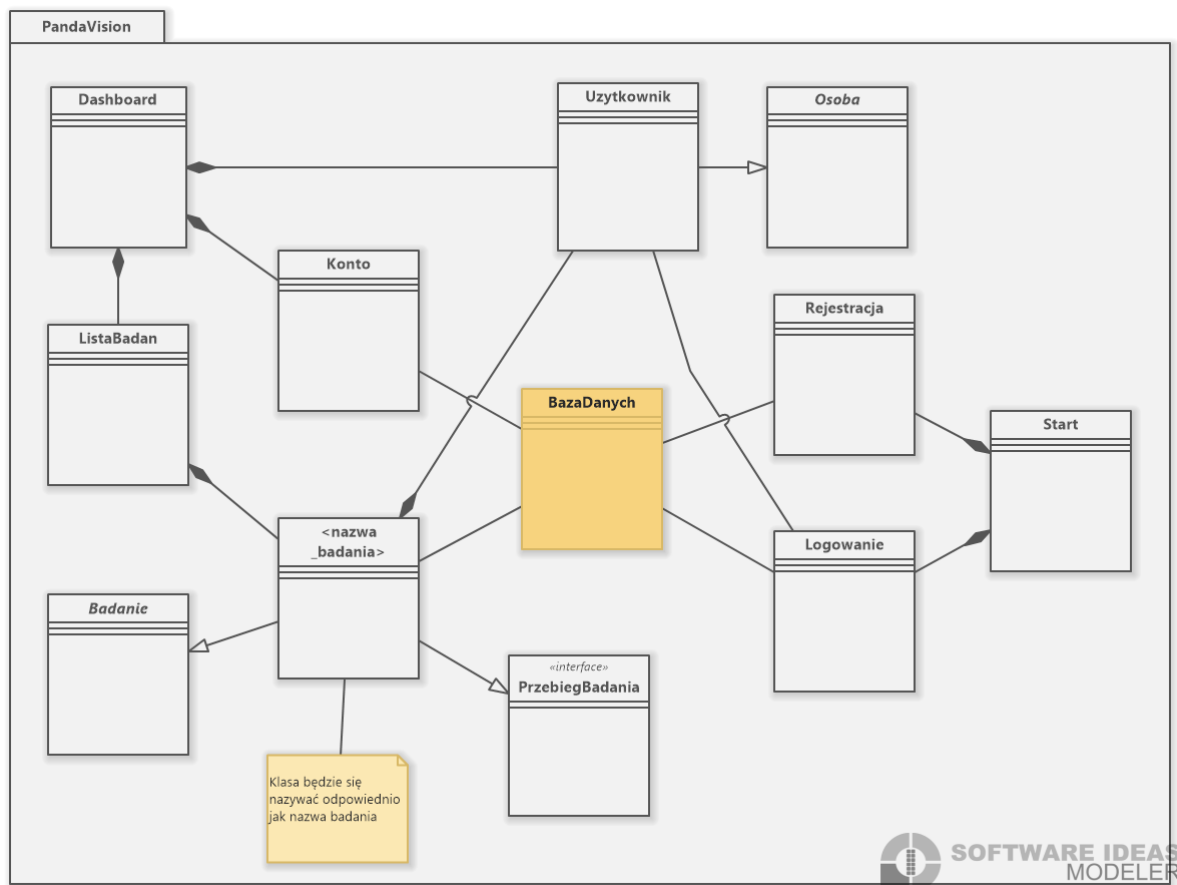 PandaVision
Dashboard
Uzytkownik
Osoba
Konto
Rejestracja
ListaBadan
BazaDanych
Start
<nazwa
_badania>
Logowanie
Badanie
«interface»
PrzebiegBadania
Klasa będzie się
nazywać odpowiednio
jak nazwa badania
SOFTWARE IDEAS
MODELER